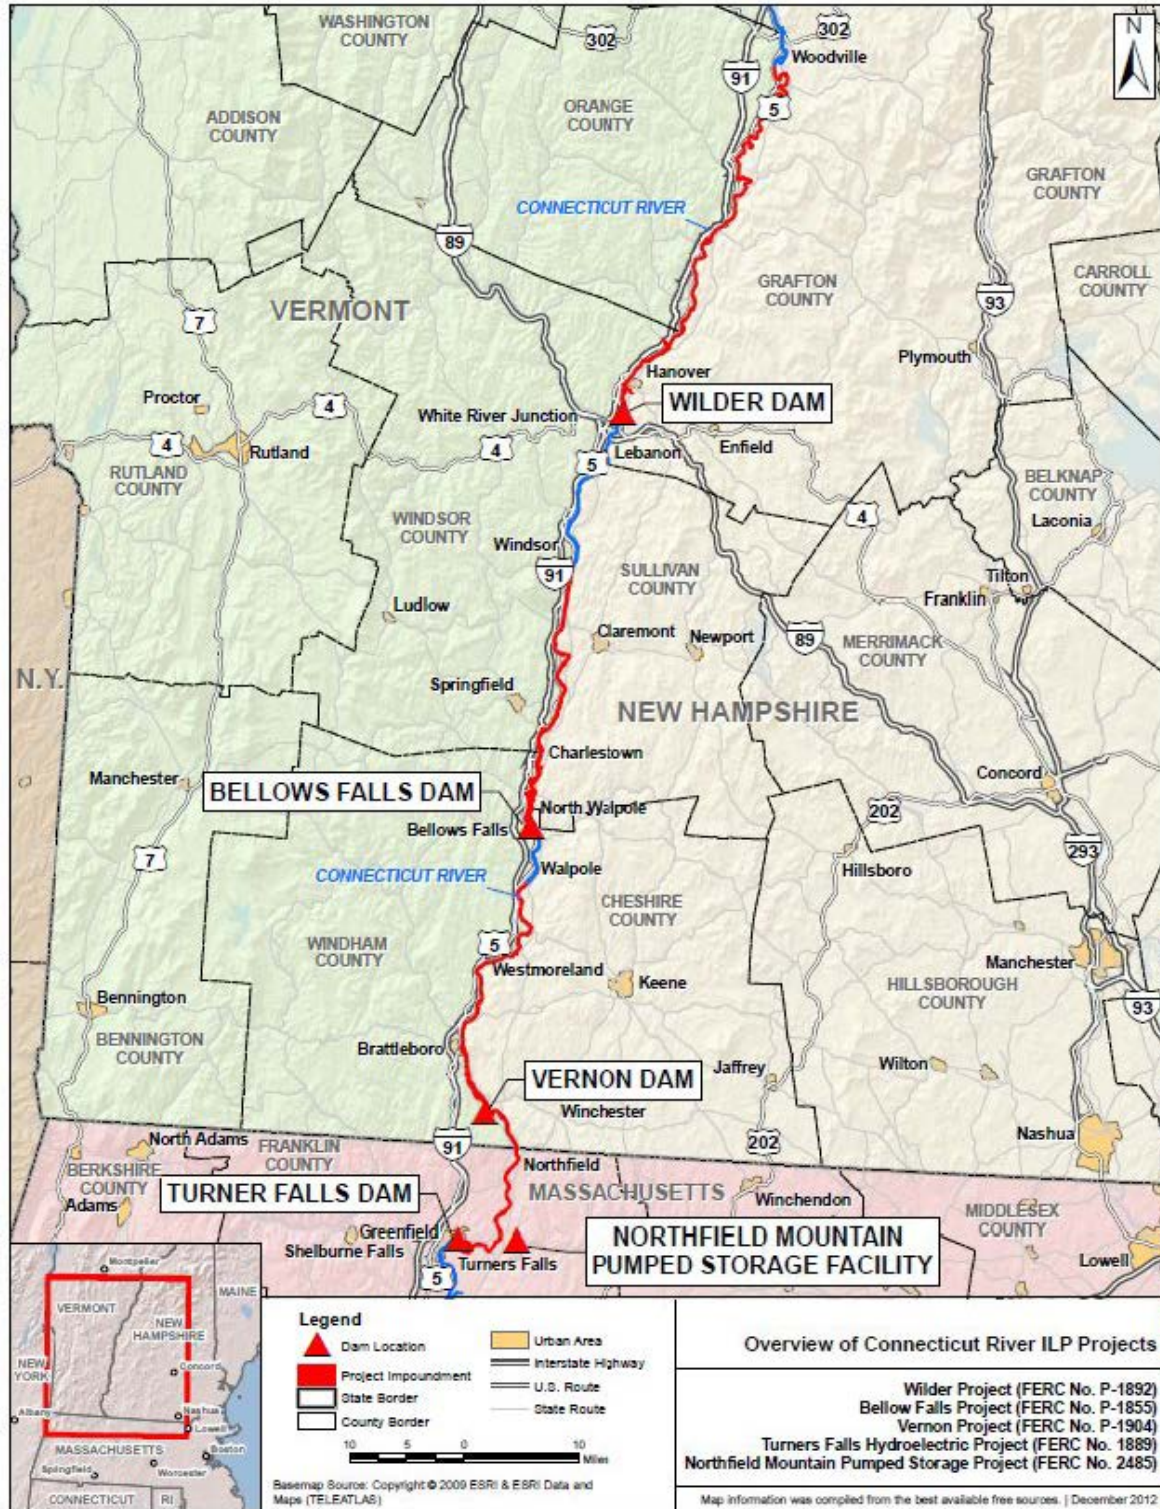 WASHINGTON
COUNTY
302
302
N
Woodville
91
5
ADDISON
COUNTY
ORANGE
COUNTY
GRAFTON
COUNTY
CONNECTICUT RIVER
89
GRAFTON
COUNTY
CARROLL
COUNTY
VERMONT
93
7
Plymouth
Hanover
Proctor
4
White River Junction
WILDER DAM
4
Rutland
4
5
Lebanon
Enfield
RUTLAND
COUNTY
BELKNAP
COUNTY
Laconia
WINDSOR
COUNTY
4
Windsor
91
SULLIVAN
COUNTY
Tilton
Franklin
Ludlow
Claremont
Newport
89
MERRIMACK
COUNTY
N.Y.
Springfield
NEW HAMPSHIRE
Charlestown
Manchester
BELLOWS FALLS DAM
North Walpole
Concord
202
Bellows Falls
7
293
Walpole
Hillsboro
CONNECTICUT RIVER
CHESHIRE
COUNTY
5
WINDHAM
COUNTY
Westmoreland
Keene
Manchester
HILLSBOROUGH
COUNTY
Bennington
93
BENNINGTON
COUNTY
Brattleboro
Jaffrey
Wilton
VERNON DAM
Winchester
North Adams
FRANKLIN
COUNTY
91
202
Nashua
BERKSHIRE
COUNTY
Northfield
TURNER FALLS DAM
MASSACHUSETTS
Winchendon
Adams
MIDDLESEX
COUNTY
Greenfield
Shelburne Falls
NORTHFIELD MOUNTAIN
PUMPED STORAGE FACILITY
Lowell
5
Turners Falls
Montpelier
MAINE
VERMONT
NEW
HAMPSHIRE
NEW
YORK
Concord
Albany
Nashua
Lowell
MASSACHUSETTS
Boston
Springfield
Worcester
CONNECTICUT
RI
Legend
Dam Location
Project Impoundment
State Border
County Border
Urban Area
Interstate Highway
U.S. Route
State Route
10 5 0 10
Miles
Basemap Source: Copyright © 2009 ESRI & ESRI Data and
Maps (TELEATLAS)
Overview of Connecticut River ILP Projects
Wilder Project (FERC No. P-1892)
Bellow Falls Project (FERC No. P-1855)
Vernon Project (FERC No. P-1904)
Turners Falls Hydroelectric Project (FERC No. 1889)
Northfield Mountain Pumped Storage Project (FERC No. 2485)
Map information was compiled from the best available free sources. | December 2012